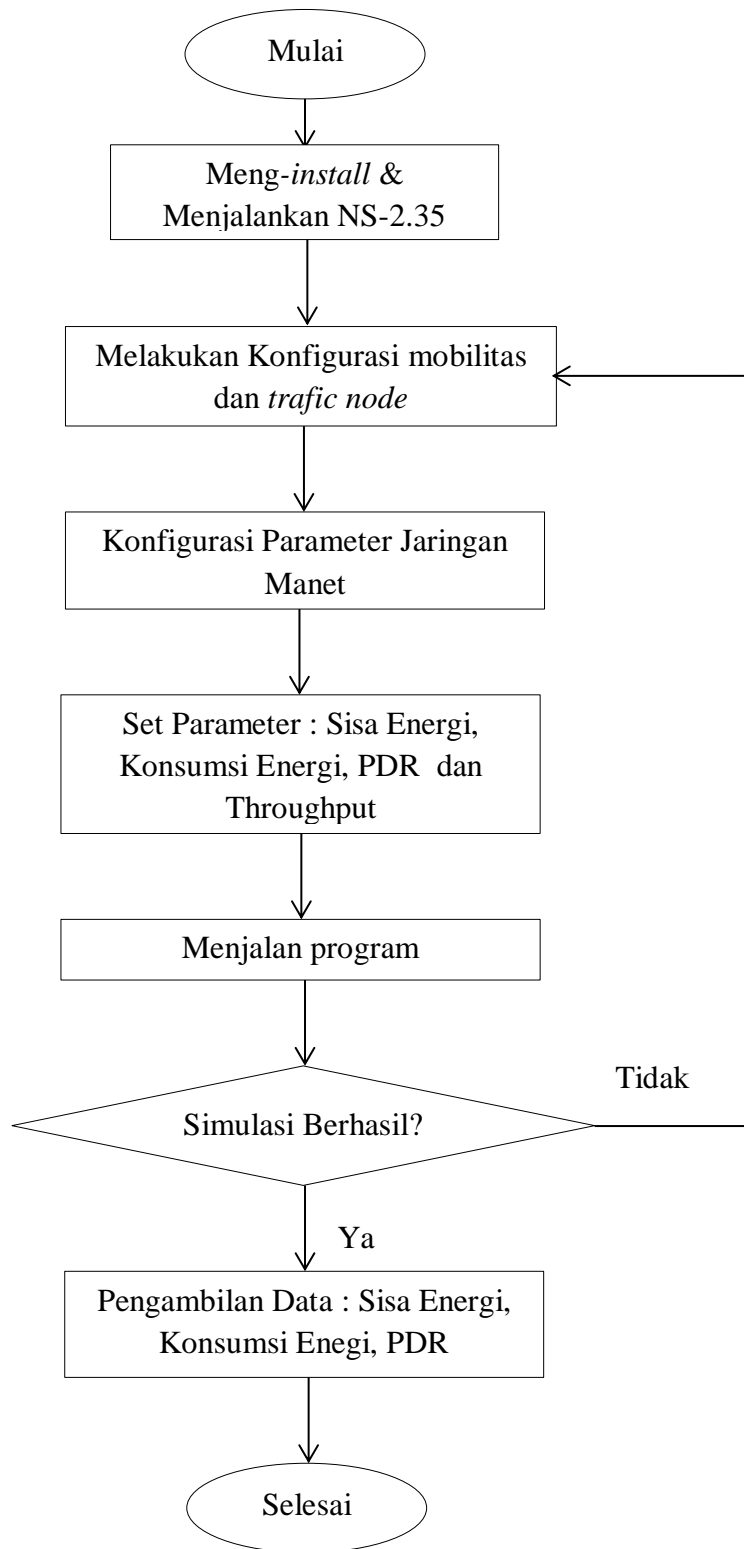 Mulai
Meng-install &
Menjalankan NS-2.35
Melakukan Konfigurasi mobilitas
dan trafic node
Konfigurasi Parameter Jaringan
Manet
Set Parameter : Sisa Energi,
Konsumsi Energi, PDR dan
Throughput
Menjalan program
Simulasi Berhasil?
Tidak
Ya
Pengambilan Data : Sisa Energi,
Konsumsi Enegi, PDR
Selesai